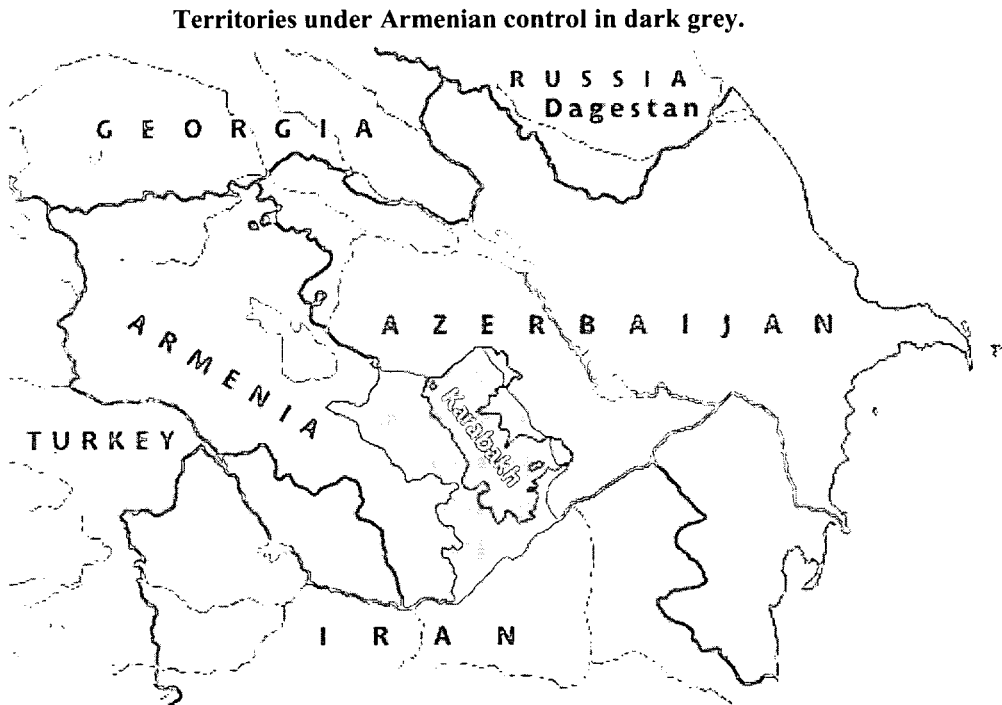 Territories under Armenian control in dark grey.
RUSSIA
Dagestan
GEORGIA
AZERBAIJAN
ARMENIA
Karabakh
TURKEY
IRAN